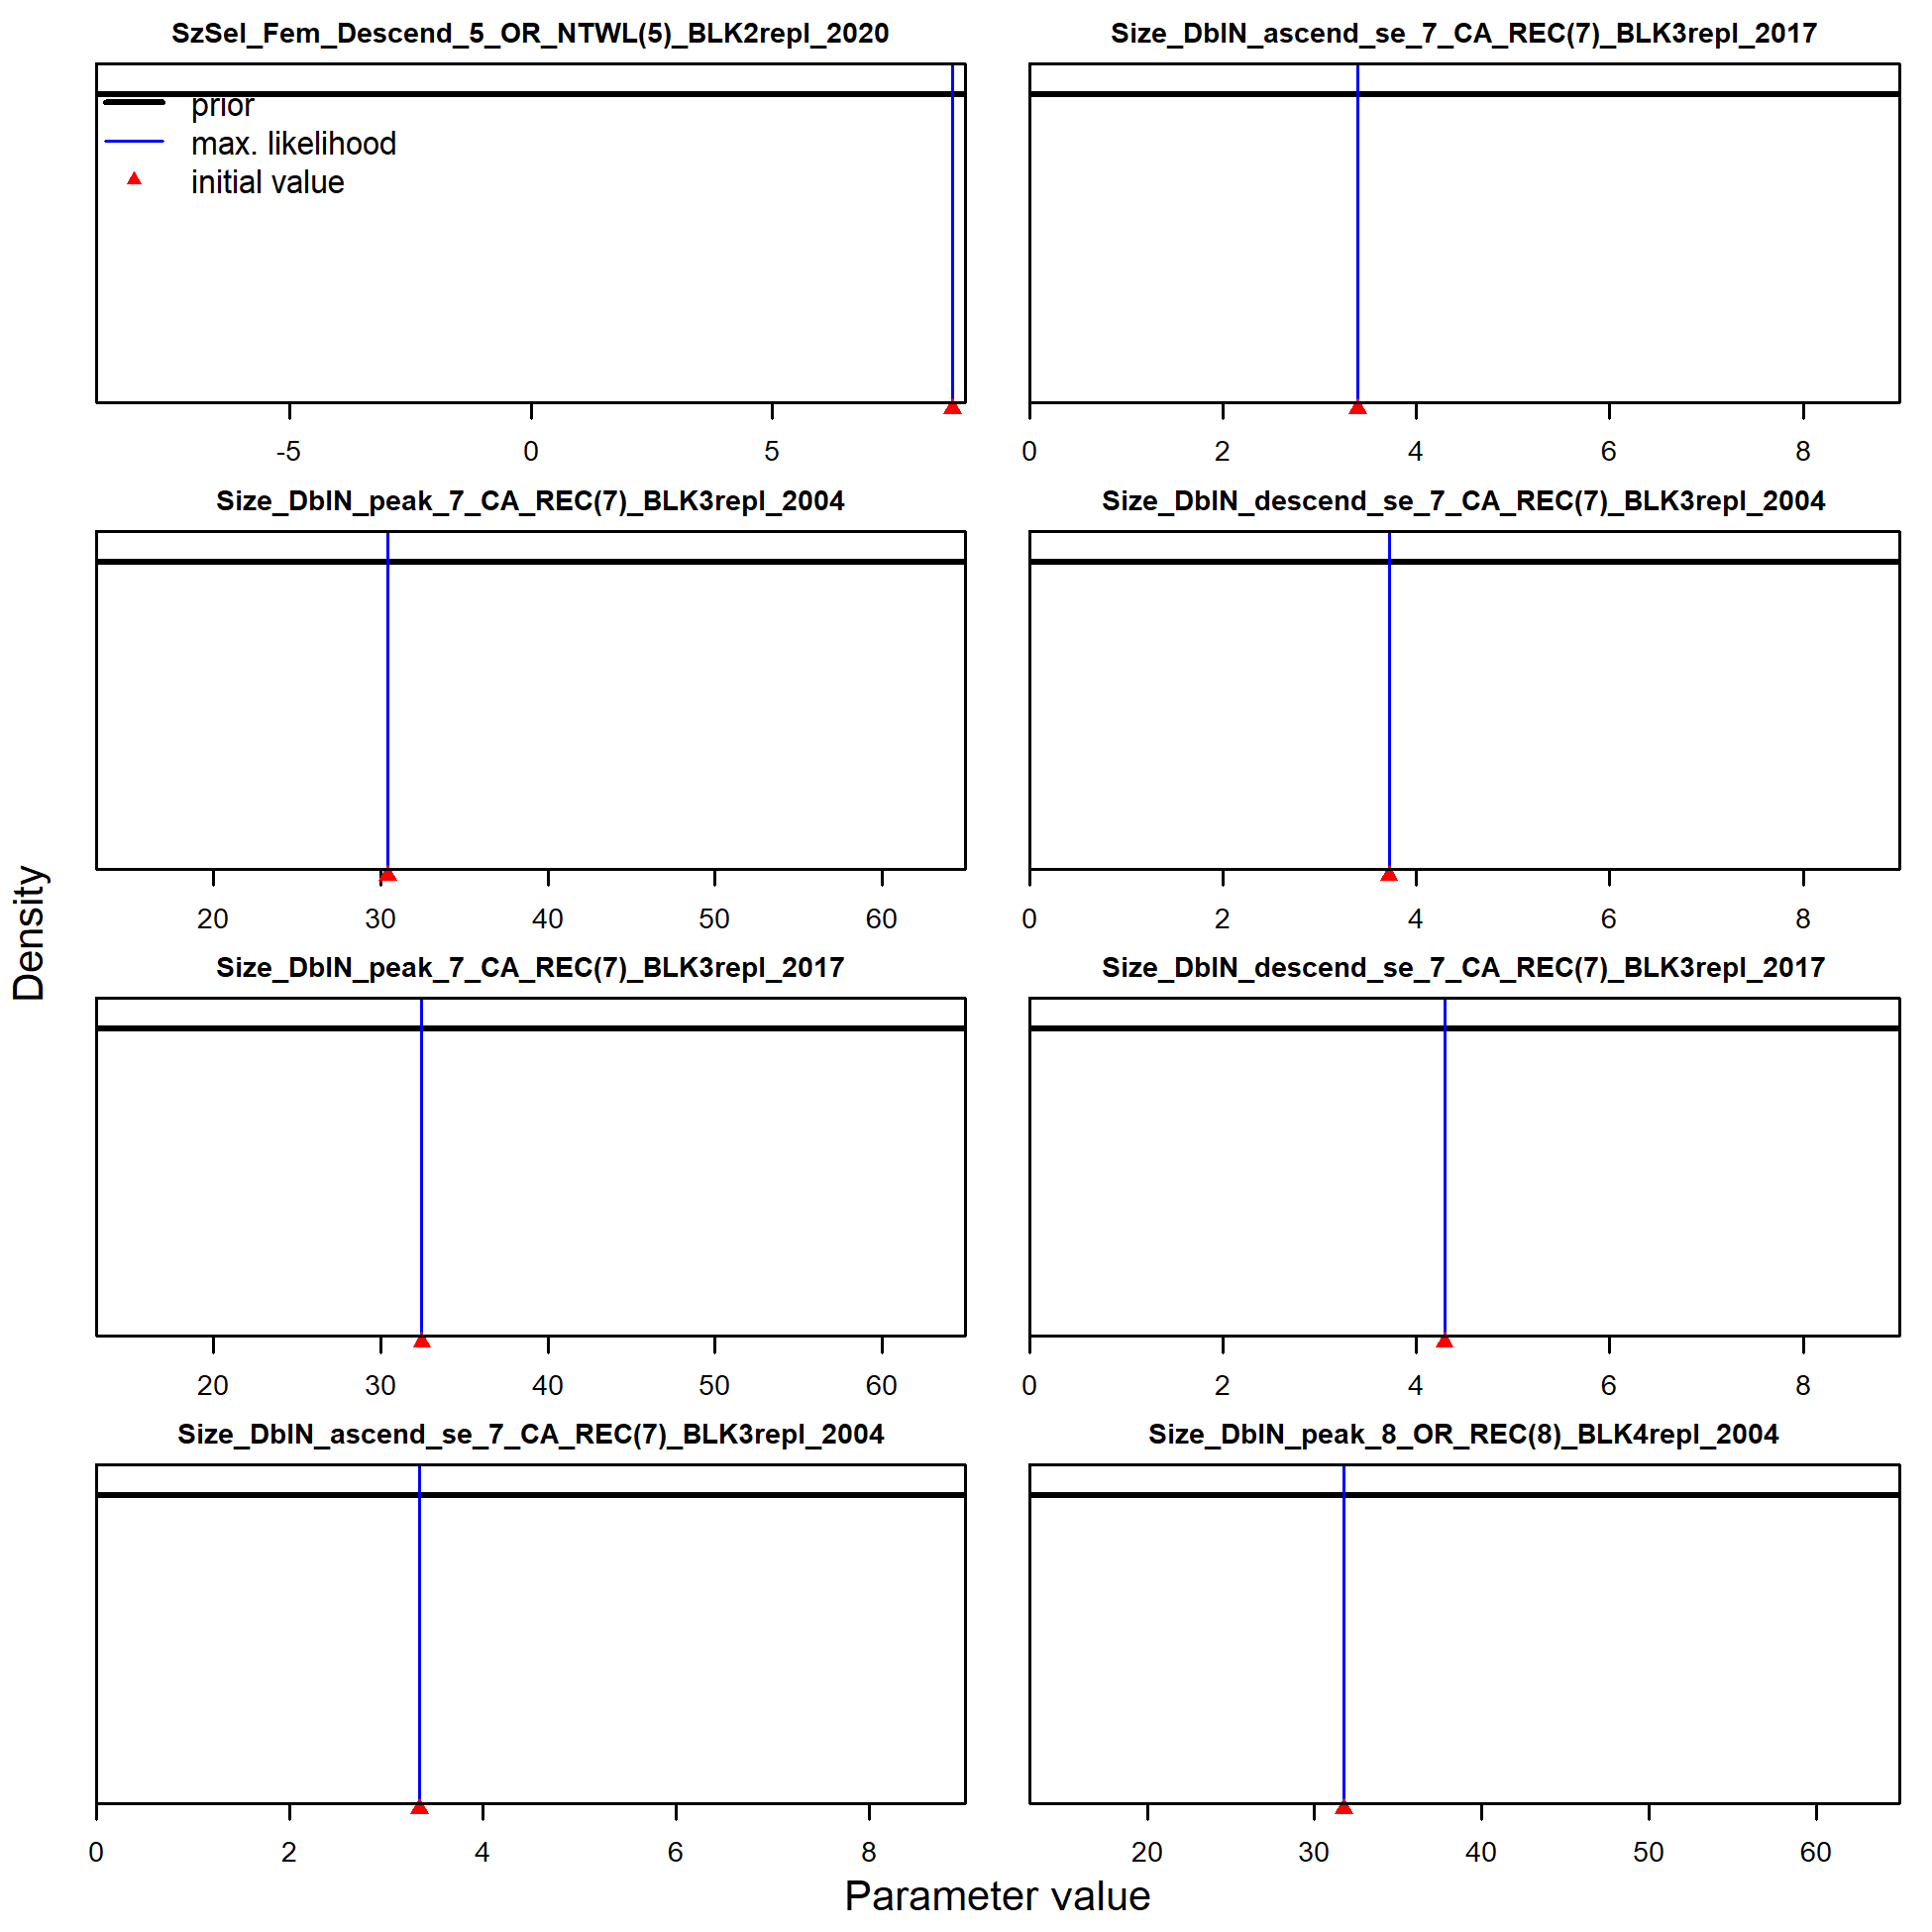 SzSel_Fem_Descend_5_OR_NTWL(5)_BLK2repl_2020
prior
max. likelihood
initial value
-5 0 5
Size_DblN_ascend_se_7_CA_REC(7)_BLK3repl_2017
0 2 4 6 8
Size_DblN_peak_7_CA_REC(7)_BLK3repl_2004
20 30 40 50 60
Size_DblN_descend_se_7_CA_REC(7)_BLK3repl_2004
0 2 4 6 8
Size_DblN_peak_7_CA_REC(7)_BLK3repl_2017
20 30 40 50 60
Size_DblN_descend_se_7_CA_REC(7)_BLK3repl_2017
0 2 4 6 8
Size_DblN_ascend_se_7_CA_REC(7)_BLK3repl_2004
0 2 4 6 8
Size_DblN_peak_8_OR_REC(8)_BLK4repl_2004
20 30 40 50 60
Density
Parameter value